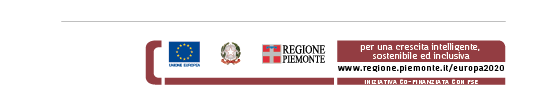 per una crescita intelligente,
sostenibile ed inclusiva
UNIONE EUROPEA
REGIONE
PIEMONTE
www.regione.piemonte.it/europa2020
INIZIATIVA CO-FINANZIATA CON FSE